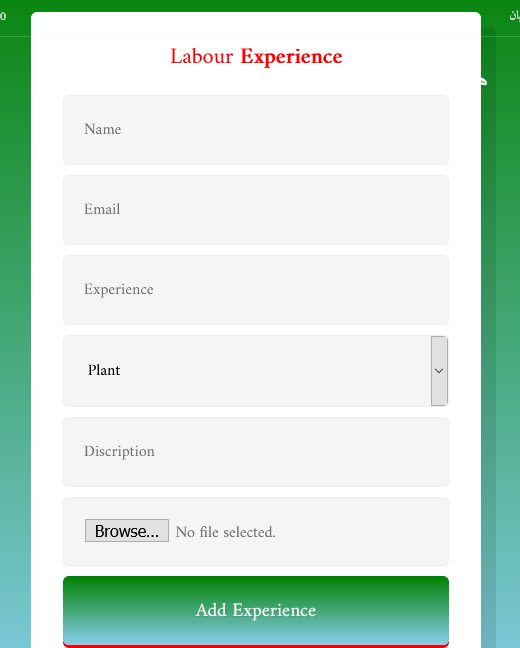 Labour Experience
Name
Email
Experience
Plant
Discription
Browse... No file selected.
Add Experience